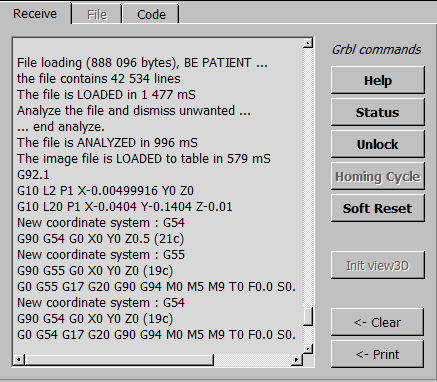 Receive File Code
File loading (888 096 bytes), BE PATIENT ...
the file contains 42 534 lines
The file is LOADED in 1 477 mS
Analyze the file and dismiss unwanted ...
... end analyze.
The file is ANALYZED in 996 mS
The image file is LOADED to table in 579 mS
G92.1
G10 L2 P1 X-0.00499916 Y0 Z0
G10 L20 P1 X-0.0404 Y-0.1404 Z-0.01
New coordinate system : G54
G90 G54 G0 X0 Y0 Z0.5 (21c)
New coordinate system : G55
G90 G55 G0 X0 Y0 Z0 (19c)
G0 G55 G17 G20 G90 G94 M0 M5 M9 T0 F0.0 S0.
New coordinate system : G54
G90 G54 G0 X0 Y0 Z0 (19c)
G0 G54 G17 G20 G90 G94 M0 M5 M9 T0 F0.0 S0.
Grbl commands
Help
Status
Unlock
Homing Cycle
Soft Reset
Init view3D
<- Clear
<- Print